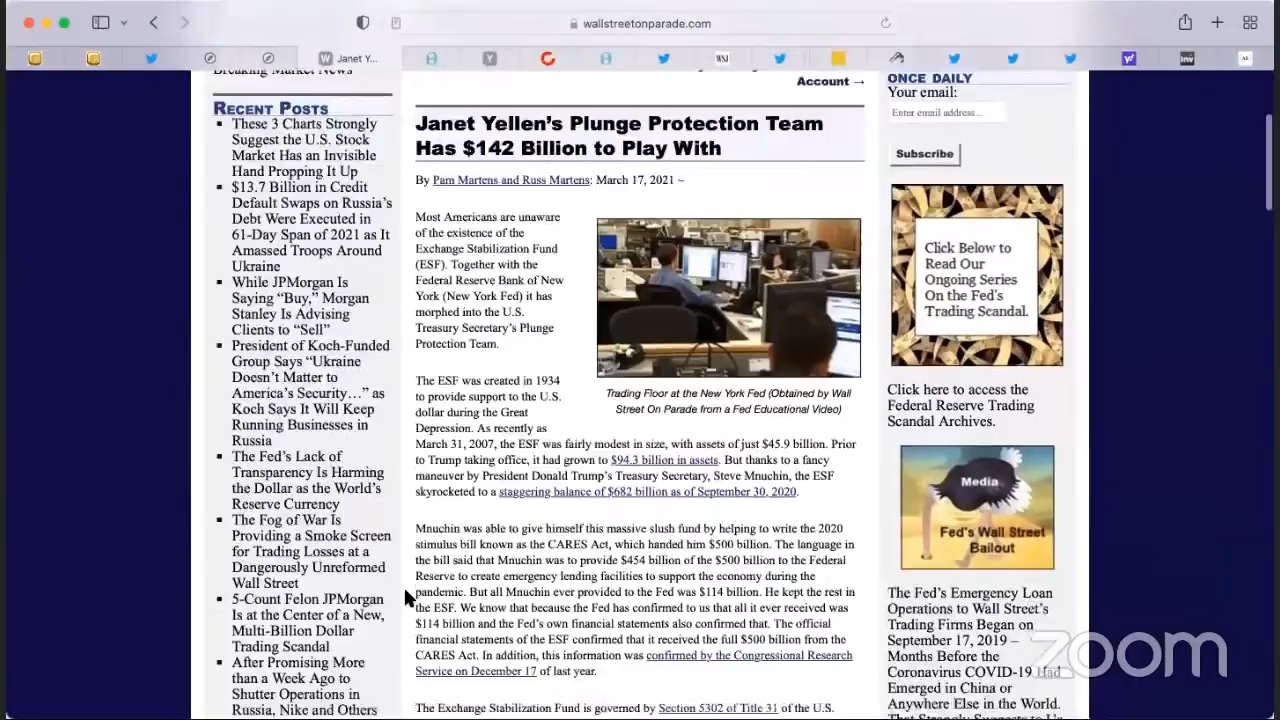 wallstreetonparade.com
Janet Y...
WSJ
inv
Breaking Market News
RECENT POSTS
These 3 Charts Strongly
Suggest the U.S. Stock
Market Has an Invisible
Hand Propping It Up
$13.7 Billion in Credit
Default Swaps on Russia's
Debt Were Executed in
61-Day Span of 2021 as It
Amassed Troops Around
Ukraine
While JPMorgan Is
Saying “Buy,” Morgan
Stanley Is Advising
Clients to “Sell”
President of Koch-Funded
Group Says “Ukraine
Doesn't Matter to
America's Security…” as
Koch Says It Will Keep
Running Businesses in
Russia
The Fed's Lack of
Transparency Is Harming
the Dollar as the World's
Reserve Currency
The Fog of War Is
Providing a Smoke Screen
for Trading Losses at a
Dangerously Unreformed
Wall Street
5-Count Felon JPMorgan
Is at the Center of a New,
Multi-Billion Dollar
Trading Scandal
After Promising More
than a Week Ago to
Shutter Operations in
Russia, Nike and Others
Account →
Janet Yellen's Plunge Protection Team
Has $142 Billion to Play With
By Pam Martens and Russ Martens: March 17, 2021 ~
Most Americans are unaware
of the existence of the
Exchange Stabilization Fund
(ESF). Together with the
Federal Reserve Bank of New
York (New York Fed) it has
morphed into the U.S.
Treasury Secretary's Plunge
Protection Team.
Trading Floor at the New York Fed (Obtained by Wall
Street On Parade from a Fed Educational Video)
The ESF was created in 1934
to provide support to the U.S.
dollar during the Great
Depression. As recently as
March 31, 2007, the ESF was fairly modest in size, with assets of just $45.9 billion. Prior
to Trump taking office, it had grown to $94.3 billion in assets. But thanks to a fancy
maneuver by President Donald Trump's Treasury Secretary, Steve Mnuchin, the ESF
skyrocketed to a staggering balance of $682 billion as of September 30, 2020.
Mnuchin was able to give himself this massive slush fund by helping to write the 2020
stimulus bill known as the CARES Act, which handed him $500 billion. The language in
the bill said that Mnuchin was to provide $454 billion of the $500 billion to the Federal
Reserve to create emergency lending facilities to support the economy during the
pandemic. But all Mnuchin ever provided to the Fed was $114 billion. He kept the rest in
the ESF. We know that because the Fed has confirmed to us that all it ever received was
$114 billion and the Fed's own financial statements also confirmed that. The official
financial statements of the ESF confirmed that it received the full $500 billion from the
CARES Act. In addition, this information was confirmed by the Congressional Research
Service on December 17 of last year.
The Exchange Stabilization Fund is governed by Section 5302 of Title 31 of the U.S.
ONCE DAILY
Your email:
Enter email address...
Subscribe
Click Below to
Read Our
Ongoing Series
On the Fed's
Trading Scandal.
Click here to access the
Federal Reserve Trading
Scandal Archives.
Media
Fed's Wall Street
Bailout
The Fed's Emergency Loan
Operations to Wall Street's
Trading Firms Began on
September 17, 2019 –
Months Before the
Coronavirus COVID-19 Had
Emerged in China or
Anywhere Else in the World.
zoom